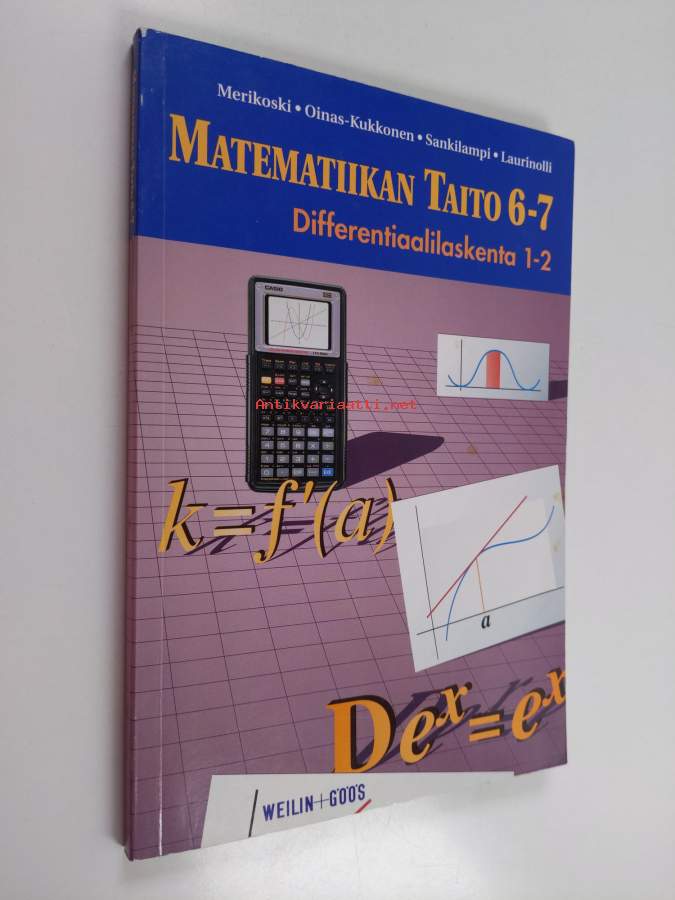 Merikoski • Oinas-Kukkonen • Sankilampi • Laurinolli
MATEMATIIKAN TAITO 6-7
Differentiaalilaskenta 1-2
CASIO
Antikvariaatti.net
k=f'(a)
a
Deˣ=eˣ
WEILIN+GÖÖS